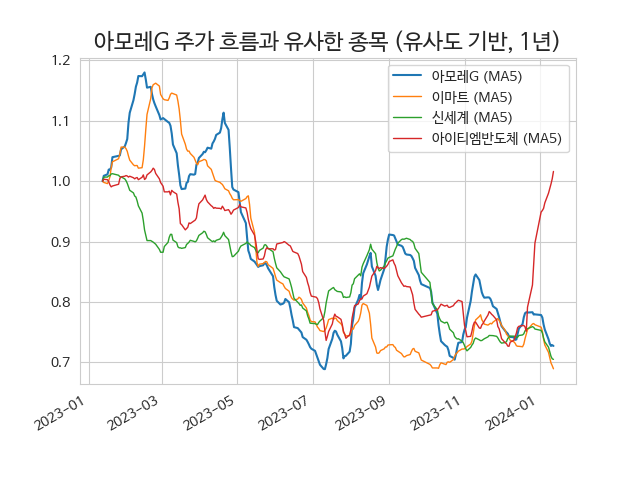 아모레G 주가 흐름과 유사한 종목 (유사도 기반, 1년)
1.2
1.1
1.0
0.9
0.8
0.7
아모레G (MA5)
이마트 (MA5)
신세계 (MA5)
아이티엠반도체 (MA5)
2023-01
2023-03
2023-05
2023-07
2023-09
2023-11
2024-01